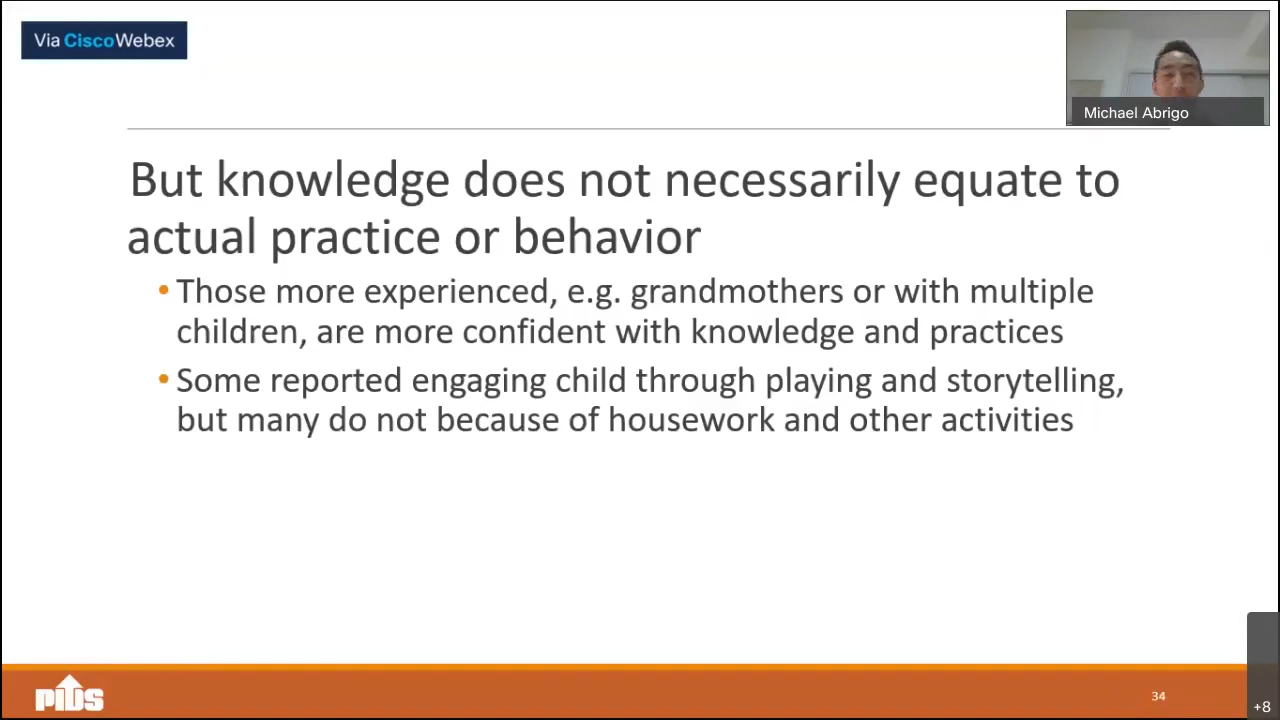 Via CiscoWebex
Michael Abrigo
But knowledge does not necessarily equate to
actual practice or behavior
• Those more experienced, e.g. grandmothers or with multiple
children, are more confident with knowledge and practices
• Some reported engaging child through playing and storytelling,
but many do not because of housework and other activities
PIDS
34
+8